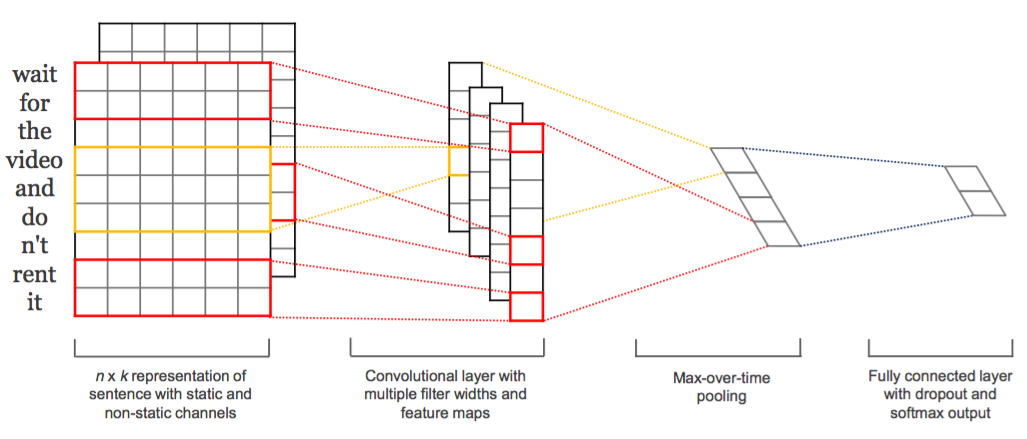 wait
for
the
video
and
do
n't
rent
it
n x k representation of
sentence with static and
non-static channels
Convolutional layer with
multiple filter widths and
feature maps
Max-over-time
pooling
Fully connected layer
with dropout and
softmax output